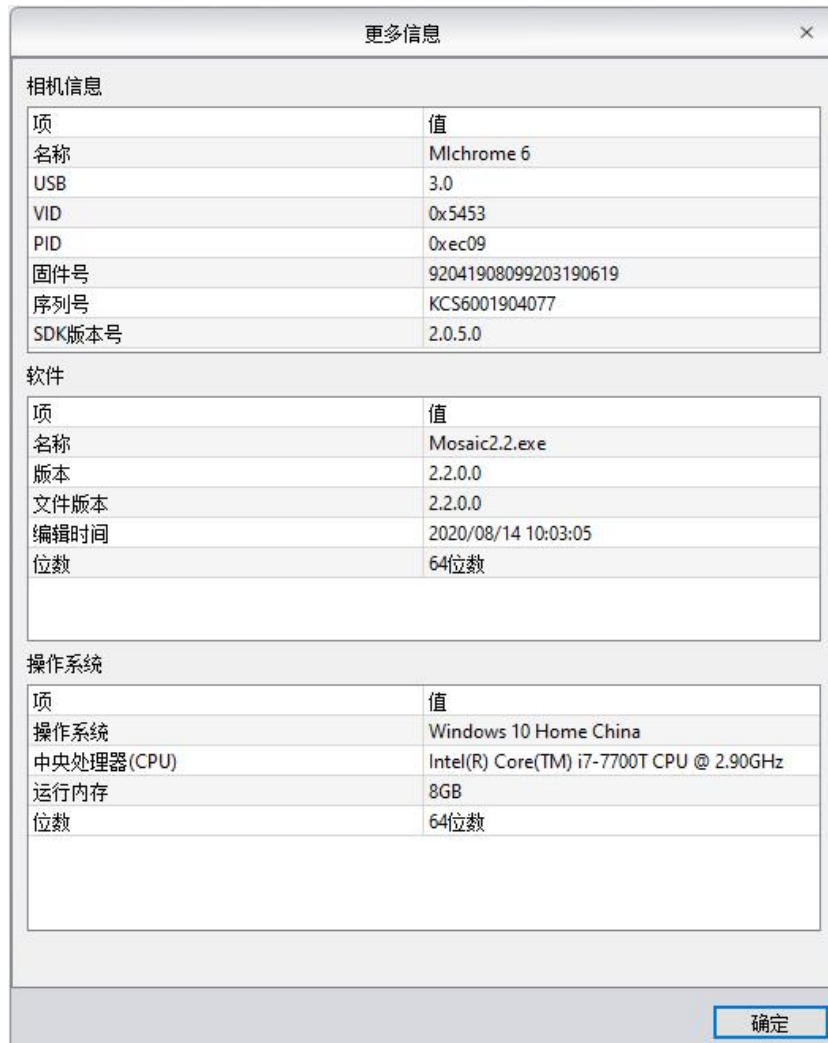 更多信息 ×
相机信息
项 值
名称 MIchrome 6
USB 3.0
VID 0x5453
PID 0xec09
固件号 92041908099203190619
序列号 KCS6001904077
SDK版本号 2.0.5.0
软件
项 值
名称 Mosaic2.2.exe
版本 2.2.0.0
文件版本 2.2.0.0
编辑时间 2020/08/14 10:03:05
位数 64位数
操作系统
项 值
操作系统 Windows 10 Home China
中央处理器(CPU) Intel(R) Core(TM) i7-7700T CPU @ 2.90GHz
运行内存 8GB
位数 64位数
确定